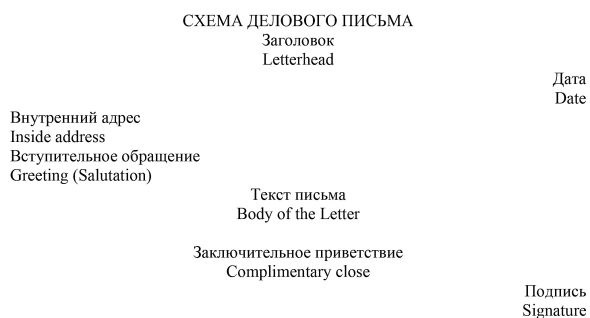 СХЕМА ДЕЛОВОГО ПИСЬМА
Заголовок
Letterhead
Дата
Date
Внутренний адрес
Inside address
Вступительное обращение
Greeting (Salutation)
Текст письма
Body of the Letter
Заключительное приветствие
Complimentary close
Подпись
Signature